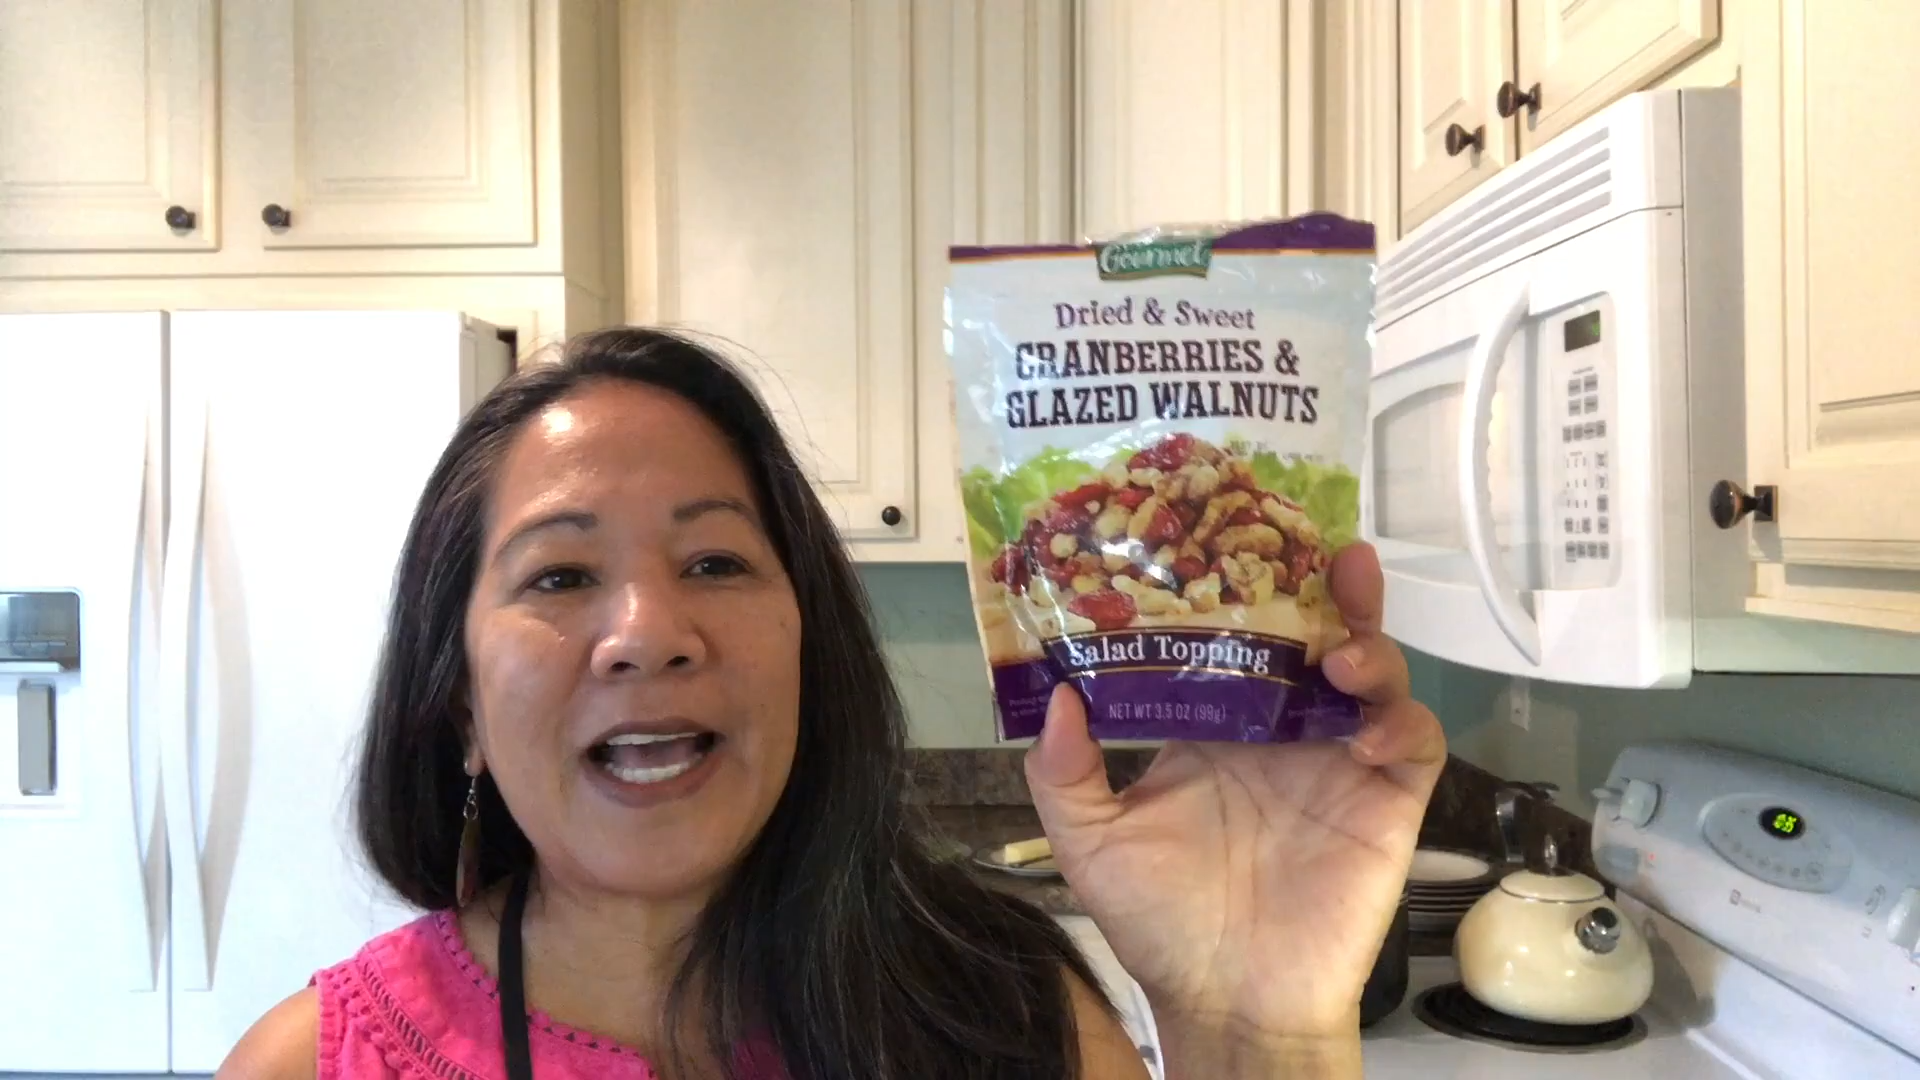 Gourmet
Dried & Sweet
CRANBERRIES &
GLAZED WALNUTS
Salad Topping
NET WT 3.5 OZ (99g)